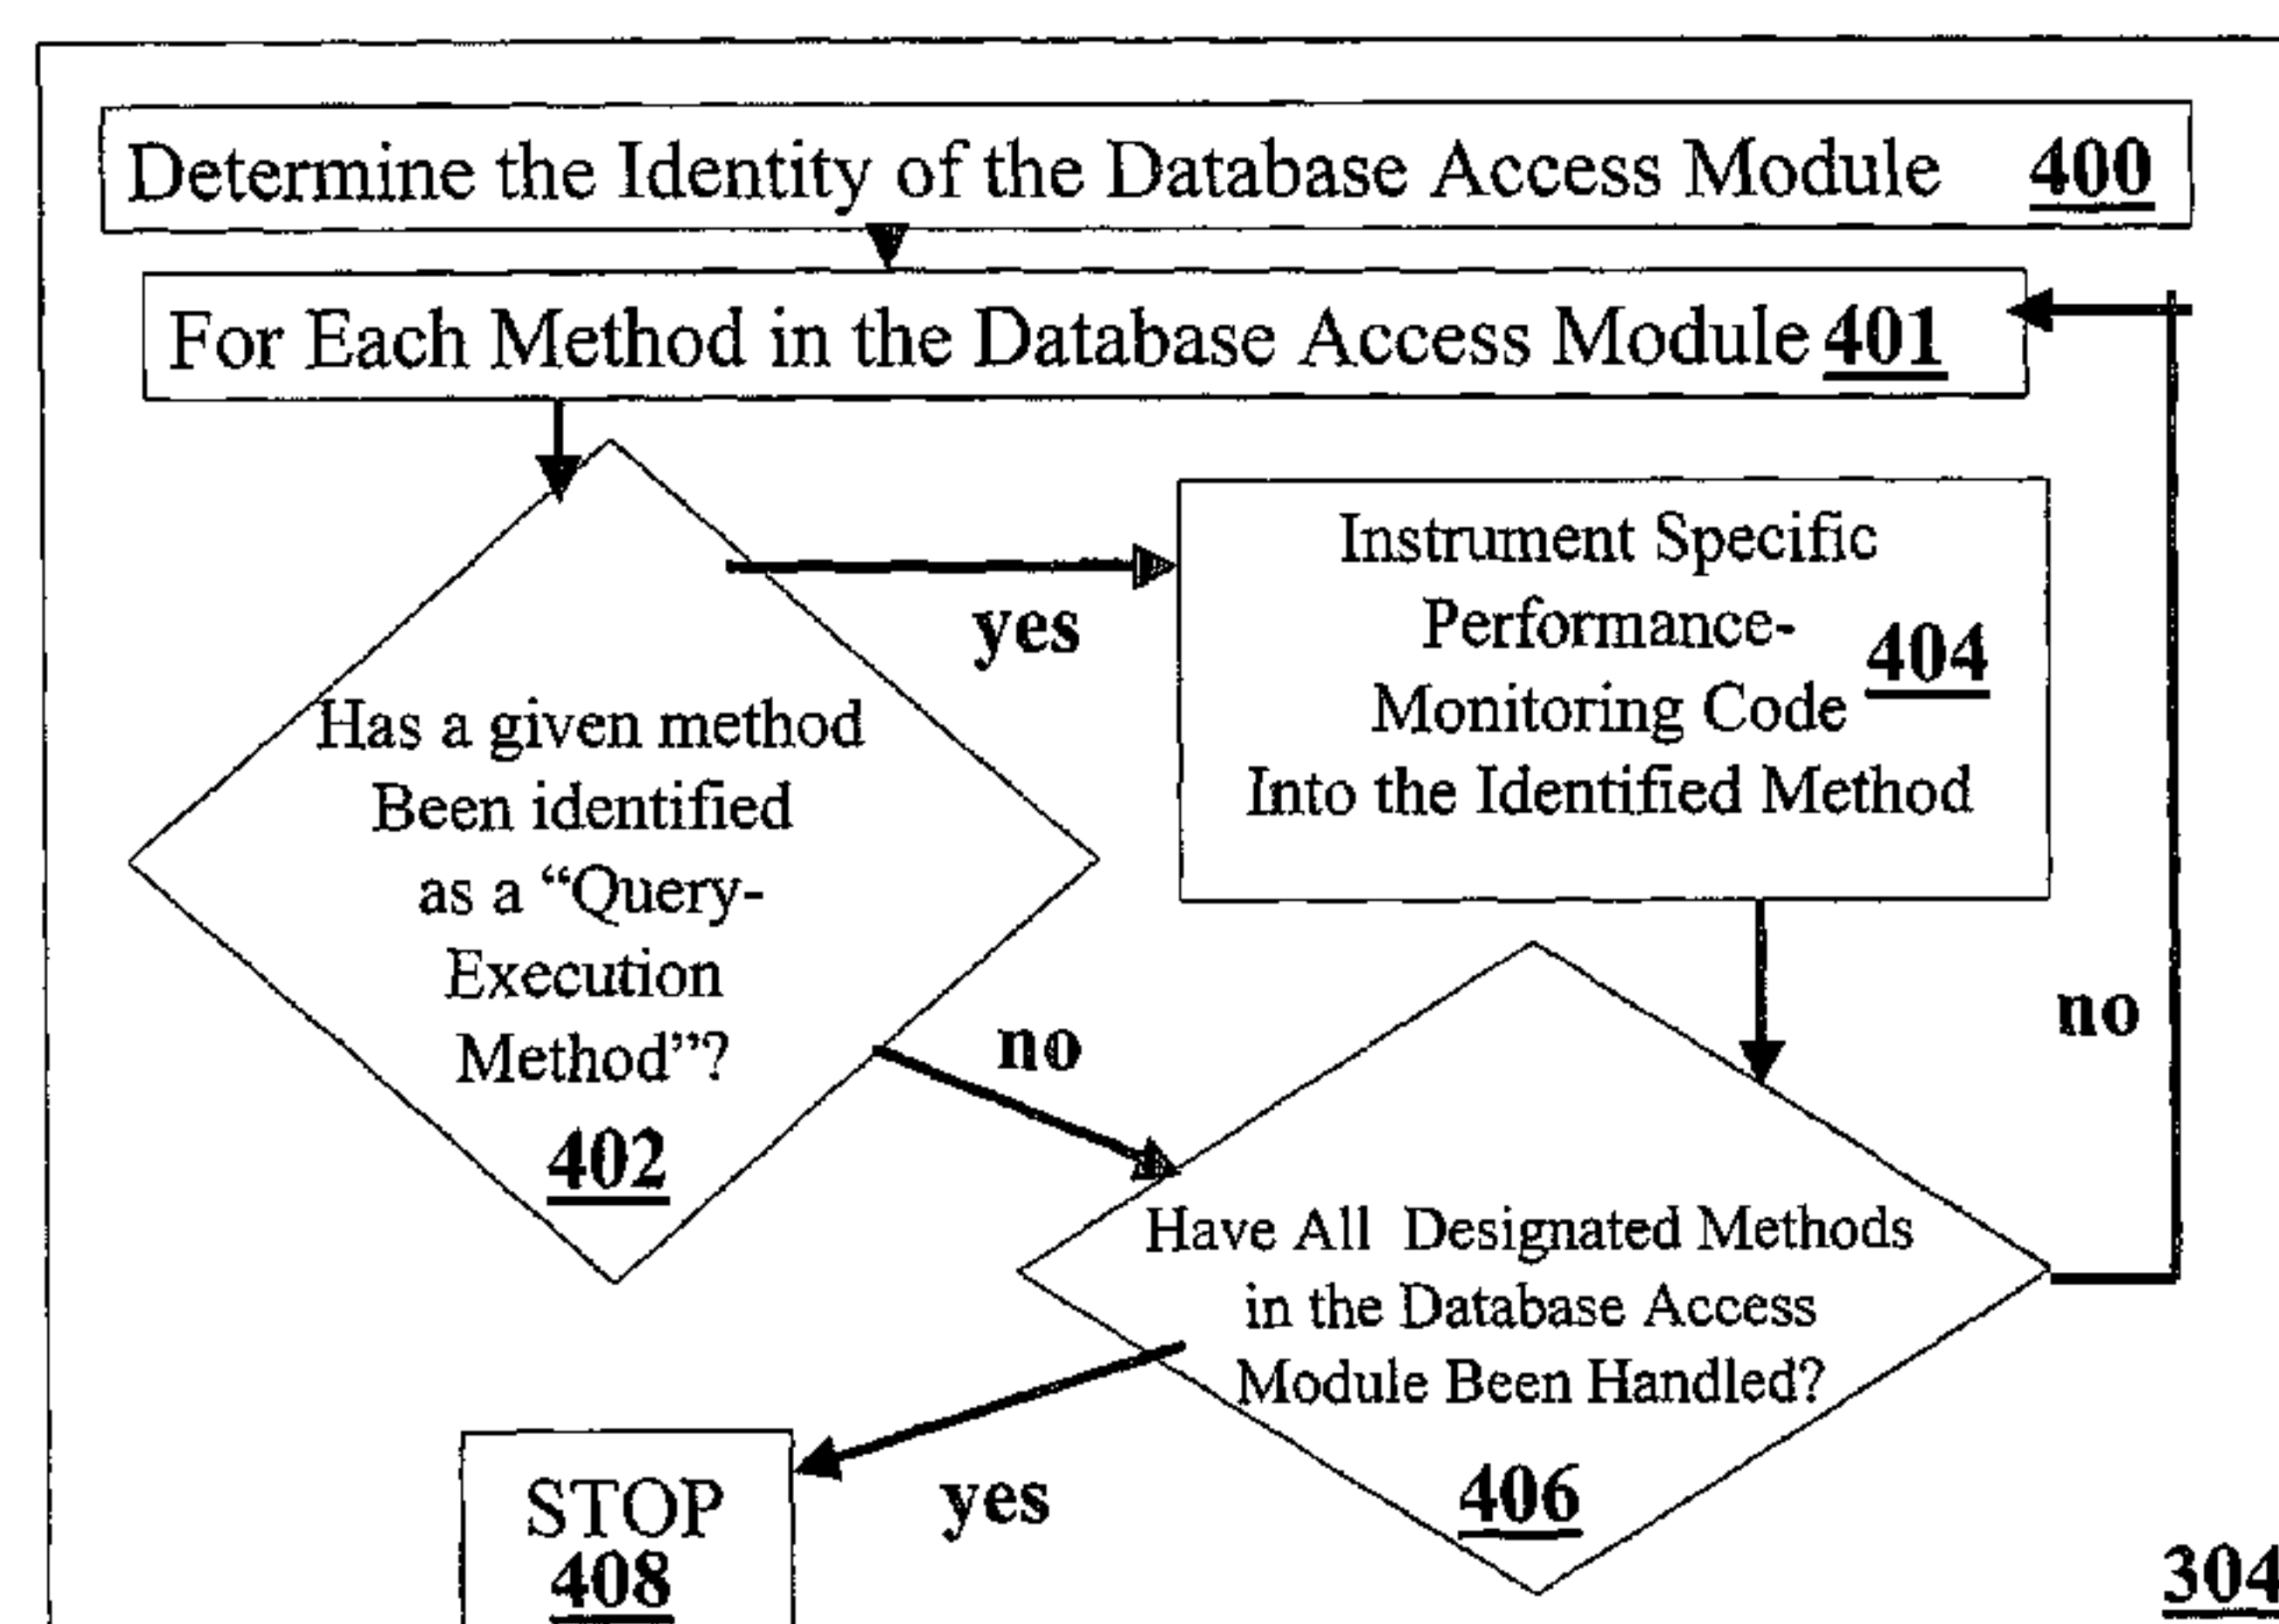 Determine the Identity of the Database Access Module 400
For Each Method in the Database Access Module 401
Has a given method
Been identified
as a “Query-
Execution
Method”?
402
yes
Instrument Specific
Performance-
Monitoring Code 404
Into the Identified Method
no
no
Have All Designated Methods
in the Database Access
Module Been Handled?
406
yes
STOP
408
304